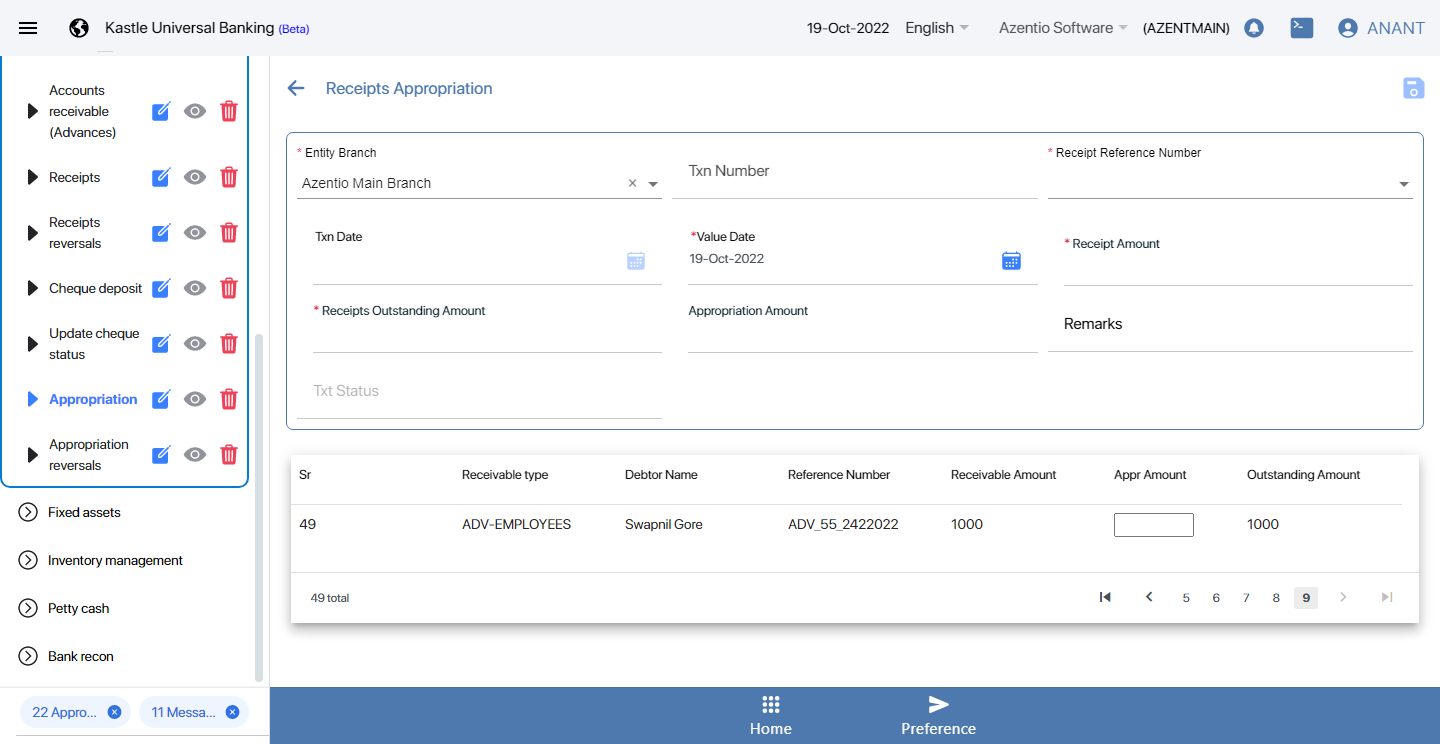 Kastle Universal Banking (Beta)
19-Oct-2022
English
Azentio Software
(AZENTMAIN)
ANANT
Accounts
receivable
(Advances)
Receipts
Receipts
reversals
Cheque deposit
Update cheque
status
Appropriation
Appropriation
reversals
Fixed assets
Inventory management
Petty cash
Bank recon
22 Appro...
11 Messa...
Receipts Appropriation
* Entity Branch
Azentio Main Branch
Txn Number
* Receipt Reference Number
Txn Date
*Value Date
19-Oct-2022
* Receipt Amount
* Receipts Outstanding Amount
Appropriation Amount
Remarks
Txt Status
Sr Receivable type Debtor Name Reference Number Receivable Amount Appr Amount Outstanding Amount
49 ADV-EMPLOYEES Swapnil Gore ADV_55_2422022 1000 1000
49 total
5 6 7 8 9
Home
Preference